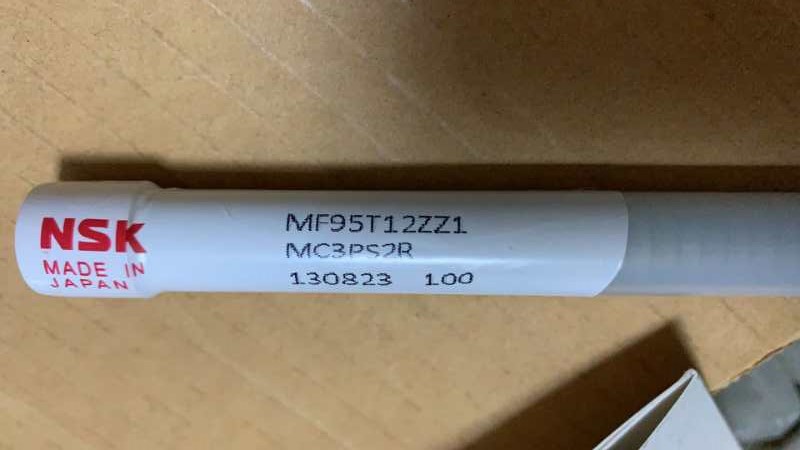 NSK
MADE IN
JAPAN
MF95T12ZZ1
MC3PS2R
130823 100